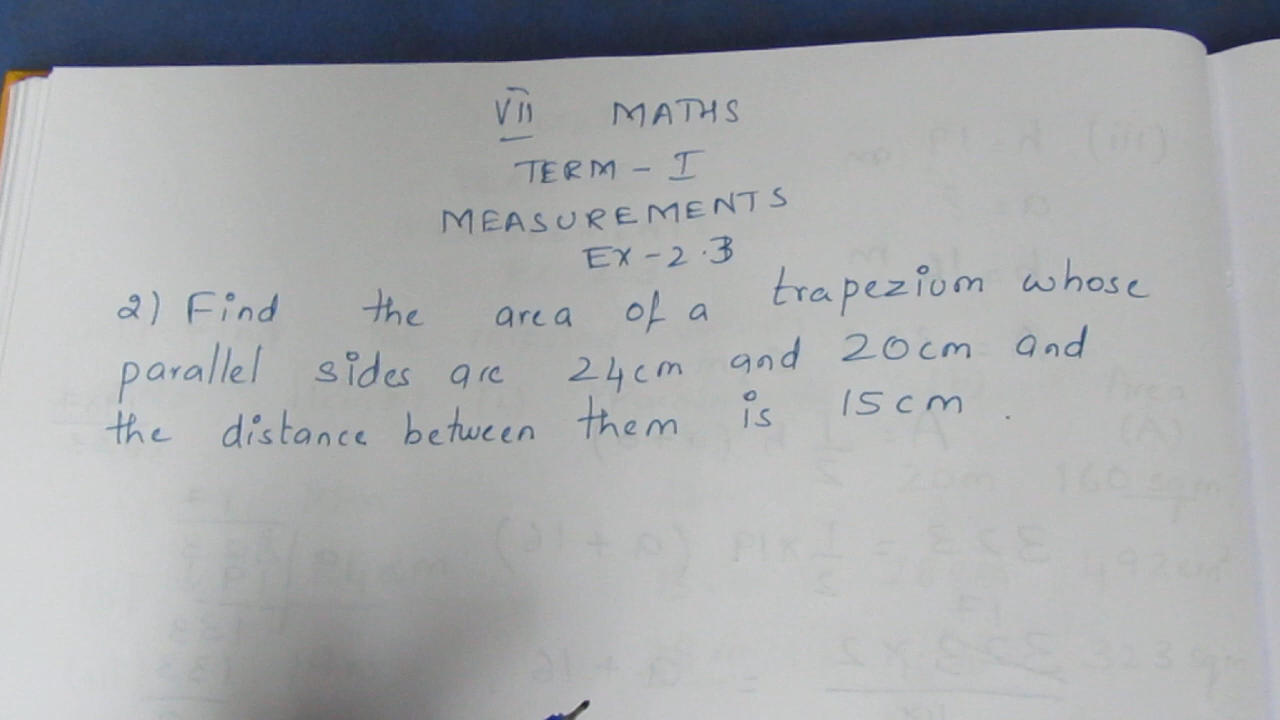 VII MATHS
TERM - I
MEASUREMENTS
EX - 2.3
2) Find the area of a trapezium whose
parallel sides are 24cm and 20cm and
the distance between them is 15cm.